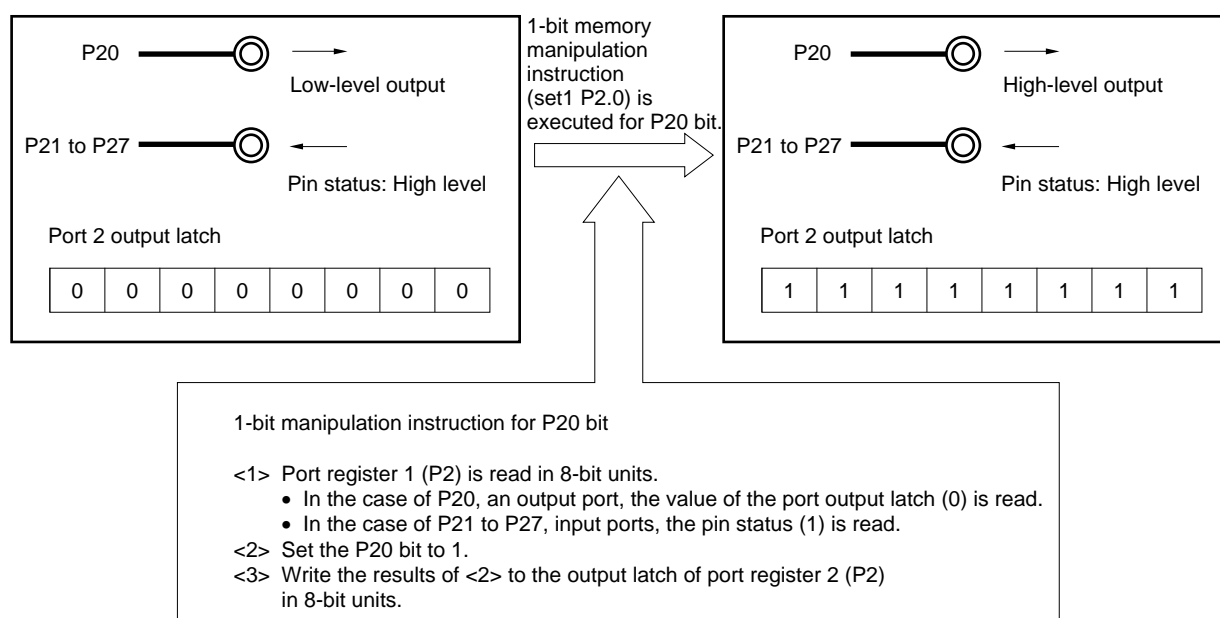 P20
Low-level output
P21 to P27
Pin status: High level
Port 2 output latch
0 0 0 0 0 0 0 0
1-bit memory
manipulation
instruction
(set1 P2.0) is
executed for P20 bit.
P20
High-level output
P21 to P27
Pin status: High level
Port 2 output latch
1 1 1 1 1 1 1 1
1-bit manipulation instruction for P20 bit
<1> Port register 1 (P2) is read in 8-bit units.
• In the case of P20, an output port, the value of the port output latch (0) is read.
• In the case of P21 to P27, input ports, the pin status (1) is read.
<2> Set the P20 bit to 1.
<3> Write the results of <2> to the output latch of port register 2 (P2)
in 8-bit units.